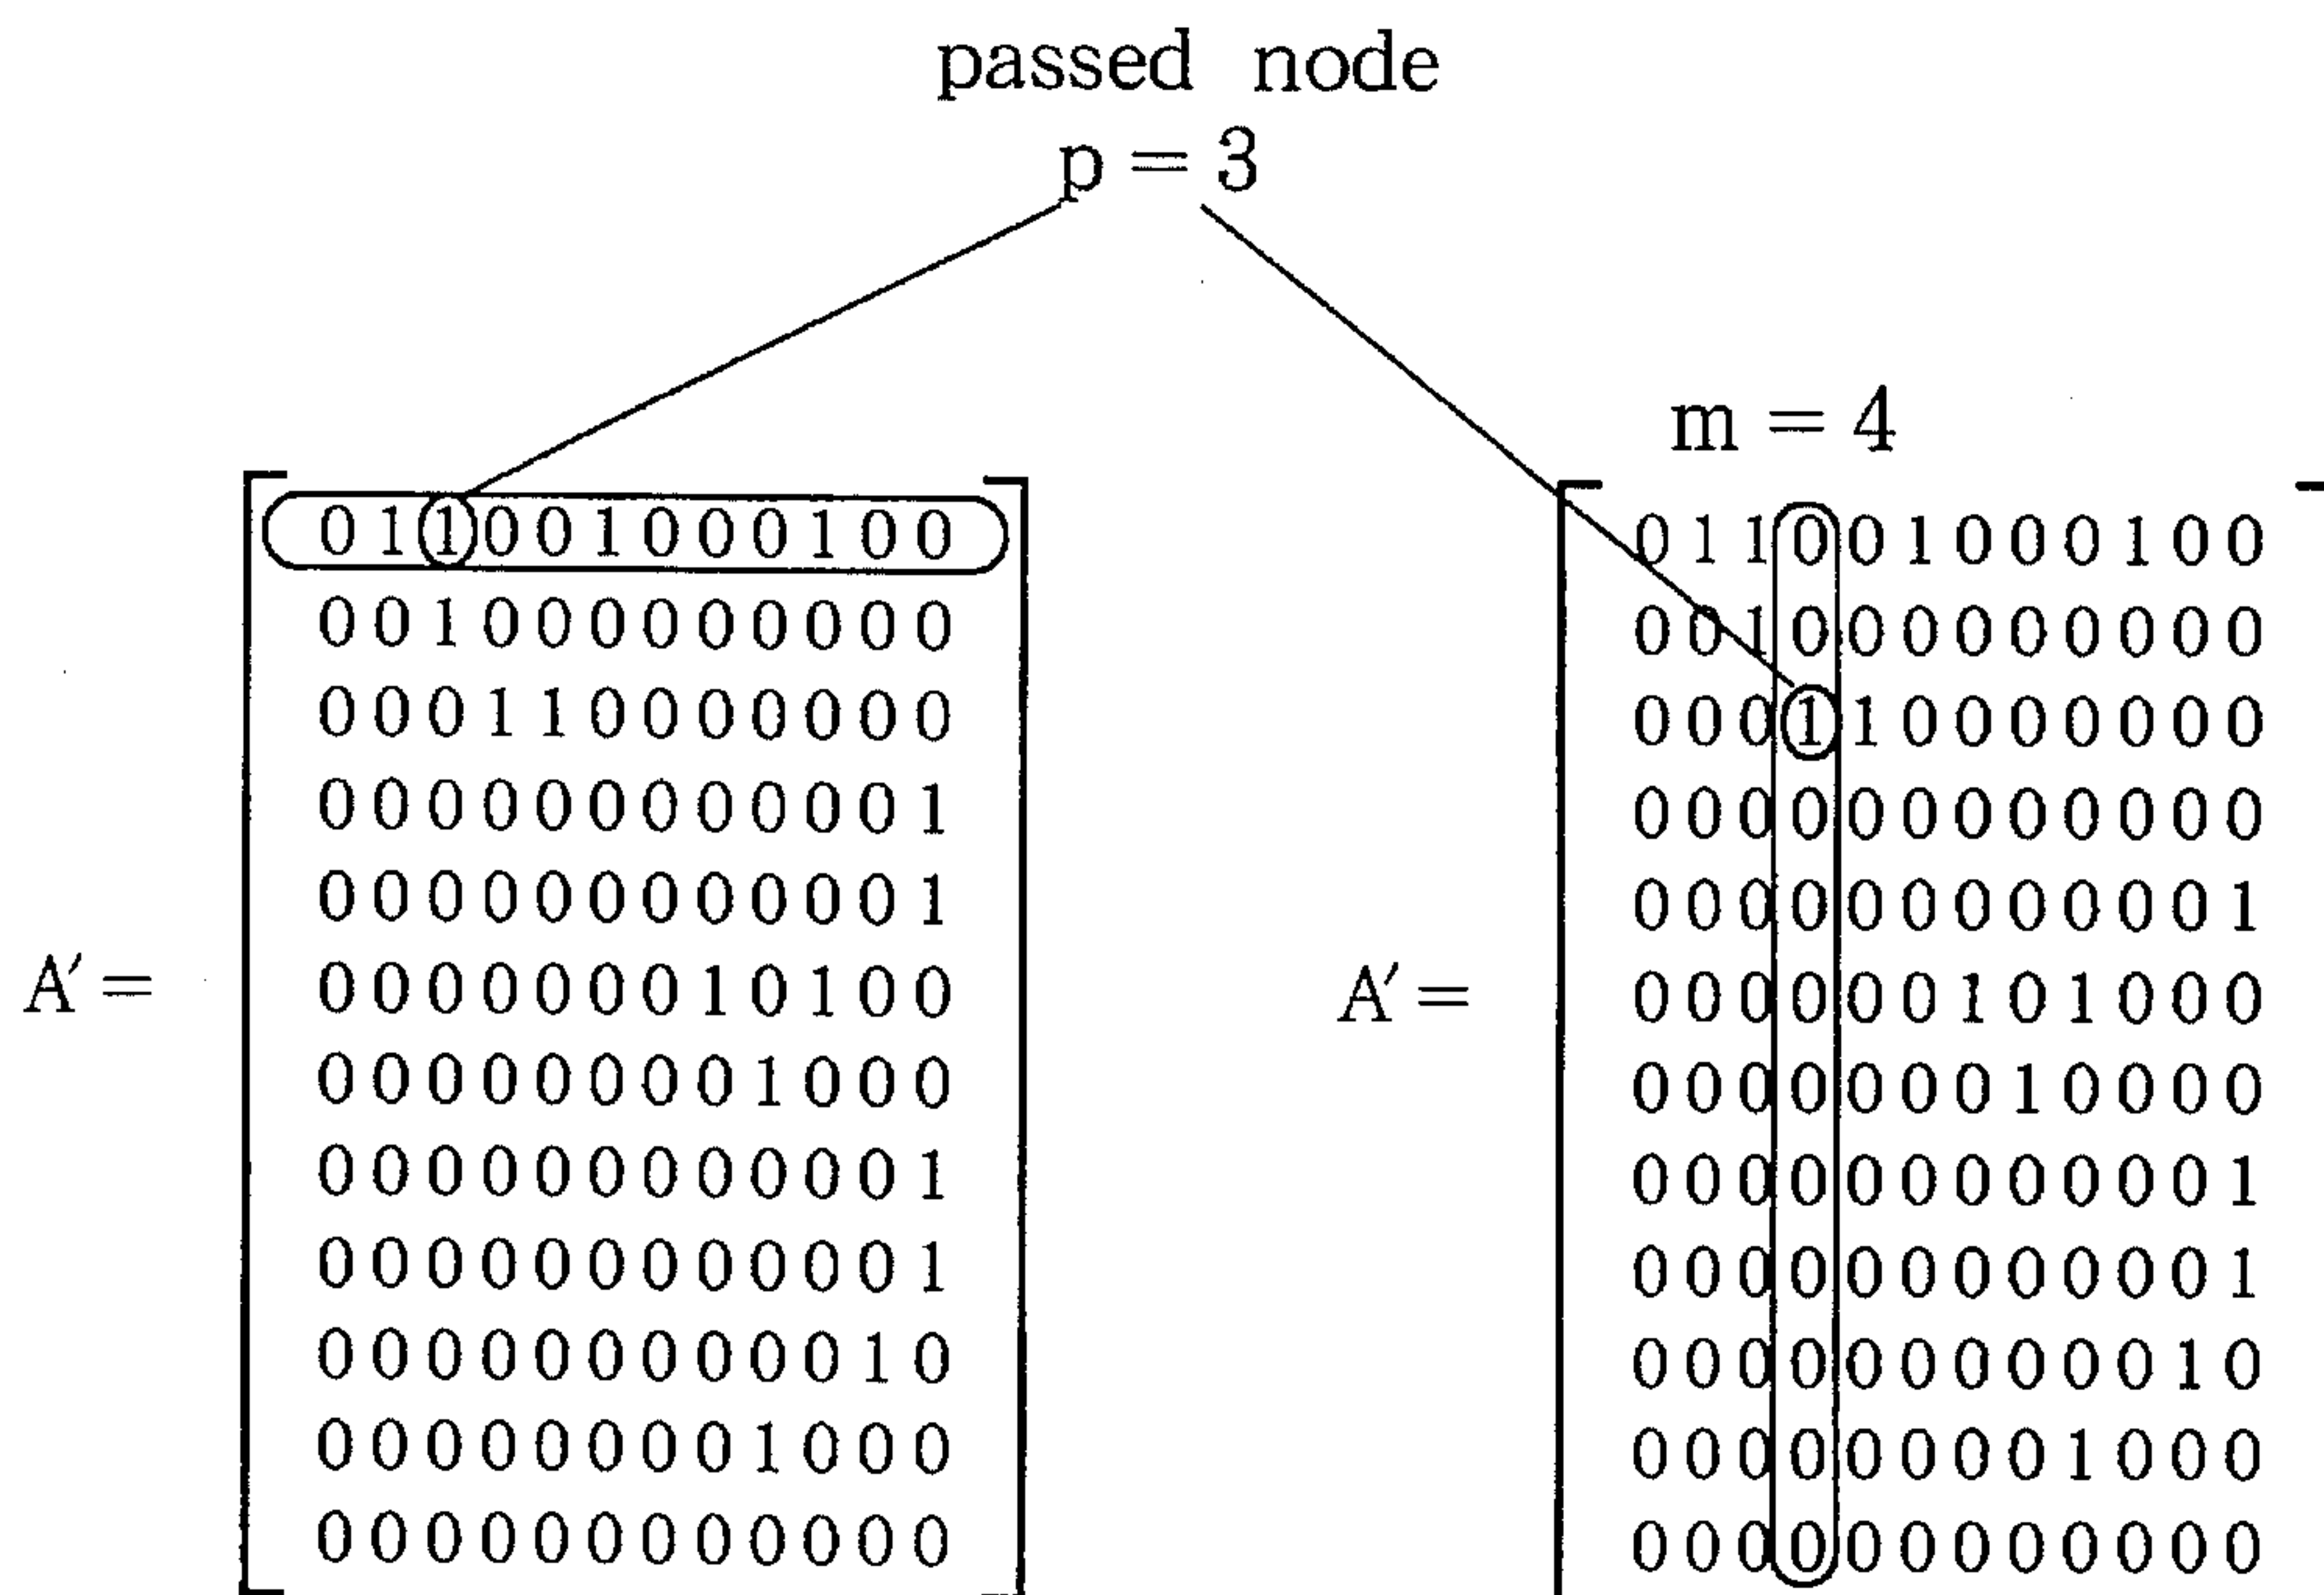 passed node
p = 3
m = 4
A′ =
0 1 1 0 0 1 0 0 0 1 0 0
0 0 1 0 0 0 0 0 0 0 0 0
0 0 0 1 1 0 0 0 0 0 0 0
0 0 0 0 0 0 0 0 0 0 0 1
0 0 0 0 0 0 0 0 0 0 0 1
0 0 0 0 0 0 0 1 0 1 0 0
0 0 0 0 0 0 0 0 1 0 0 0
0 0 0 0 0 0 0 0 0 0 0 1
0 0 0 0 0 0 0 0 0 0 0 1
0 0 0 0 0 0 0 0 0 0 1 0
0 0 0 0 0 0 0 0 1 0 0 0
0 0 0 0 0 0 0 0 0 0 0 0
A′ =
0 1 1 0 0 1 0 0 0 1 0 0
0 0 1 0 0 0 0 0 0 0 0 0
0 0 0 1 1 0 0 0 0 0 0 0
0 0 0 0 0 0 0 0 0 0 0 0
0 0 0 0 0 0 0 0 0 0 0 1
0 0 0 0 0 0 1 0 1 0 0 0
0 0 0 0 0 0 0 1 0 0 0 0
0 0 0 0 0 0 0 0 0 0 0 1
0 0 0 0 0 0 0 0 0 0 0 1
0 0 0 0 0 0 0 0 0 0 1 0
0 0 0 0 0 0 0 0 1 0 0 0
0 0 0 0 0 0 0 0 0 0 0 0